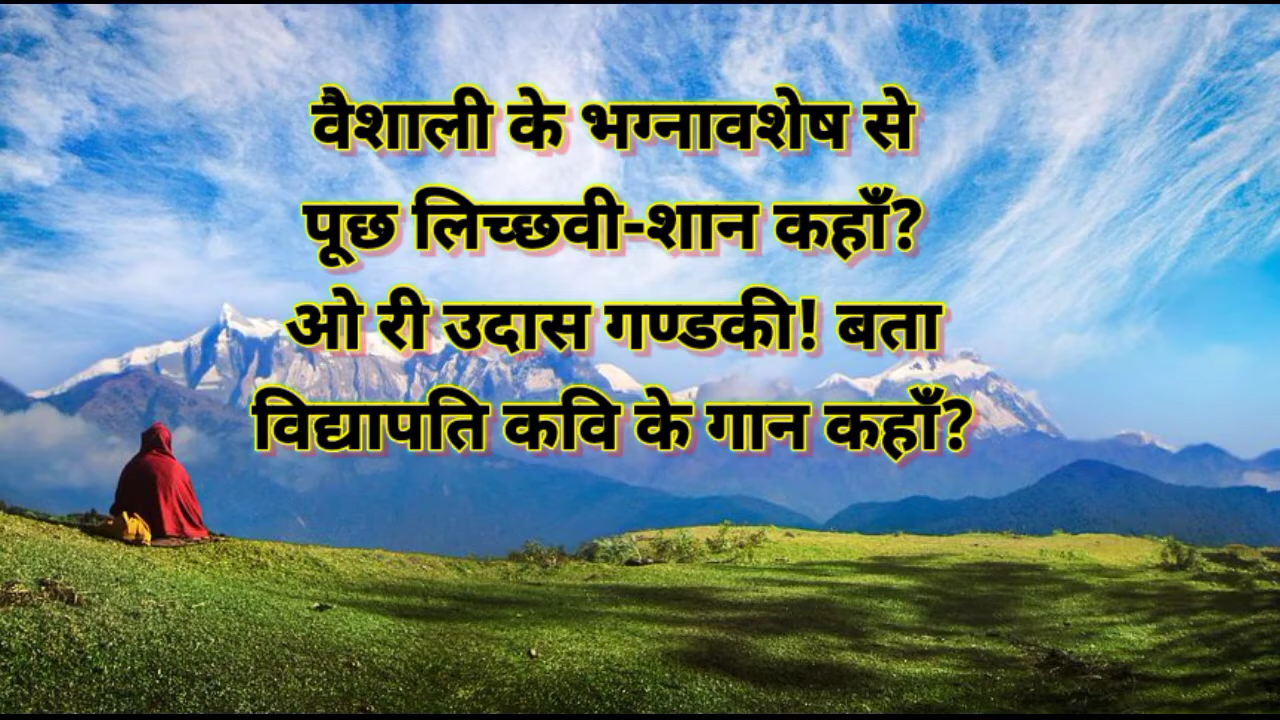 वैशाली के भग्नावशेष से
पूछ लिच्छवी-शान कहाँ?
ओ री उदास गण्डकी! बता
विद्यापति कवि के गान कहाँ?